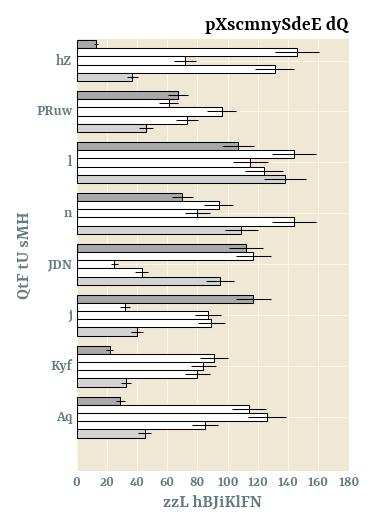 pXscmnySdeE dQ
hZ
PRuw
l
n
JDN
j
Kyf
Aq
QtF tU sMH
0 20 40 60 80 100 120 140 160 180
zzL hBJiKlFN